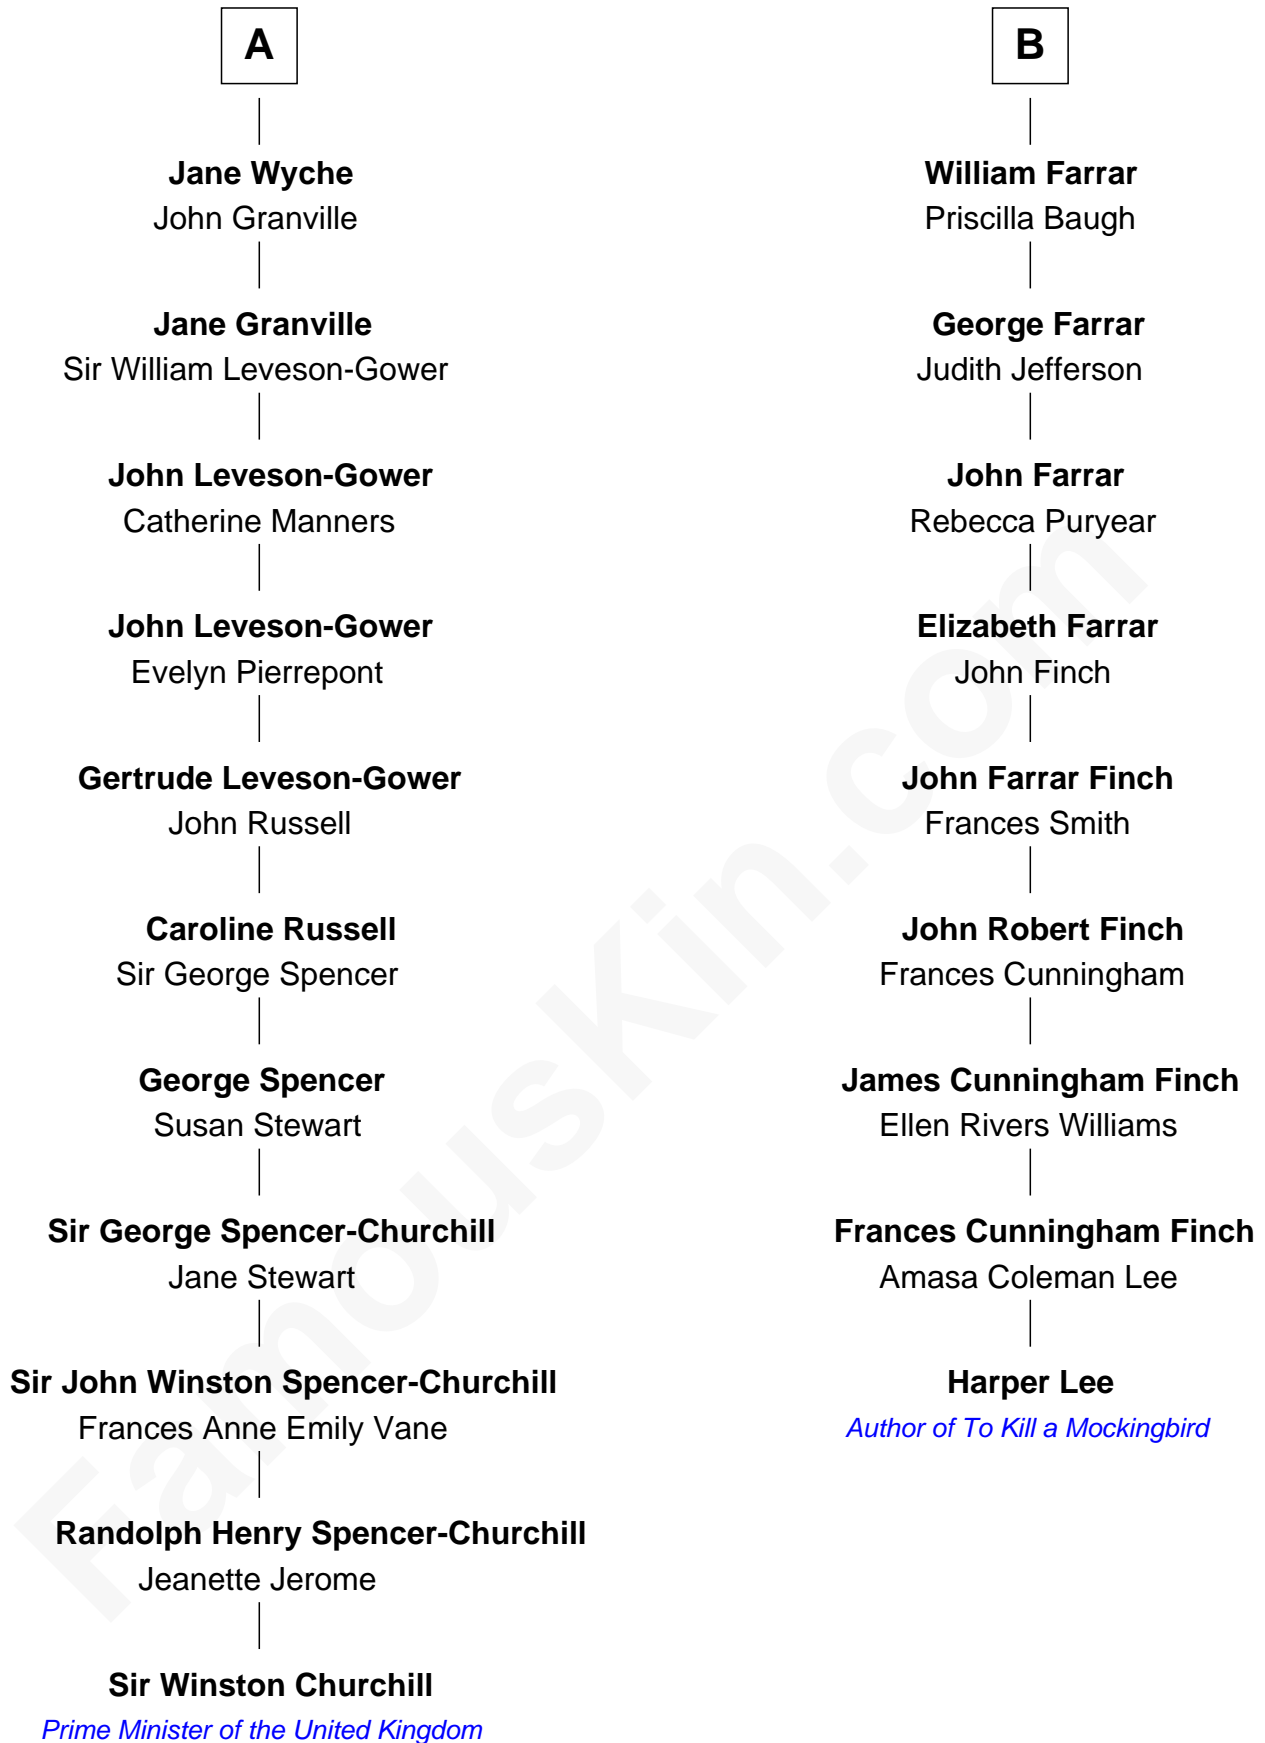 A
Jane Wyche
John Granville
Jane Granville
Sir William Leveson-Gower
John Leveson-Gower
Catherine Manners
John Leveson-Gower
Evelyn Pierrepont
Gertrude Leveson-Gower
John Russell
Caroline Russell
Sir George Spencer
George Spencer
Susan Stewart
Sir George Spencer-Churchill
Jane Stewart
Sir John Winston Spencer-Churchill
Frances Anne Emily Vane
Randolph Henry Spencer-Churchill
Jeanette Jerome
Sir Winston Churchill
Prime Minister of the United Kingdom
B
William Farrar
Priscilla Baugh
George Farrar
Judith Jefferson
John Farrar
Rebecca Puryear
Elizabeth Farrar
John Finch
John Farrar Finch
Frances Smith
John Robert Finch
Frances Cunningham
James Cunningham Finch
Ellen Rivers Williams
Frances Cunningham Finch
Amasa Coleman Lee
Harper Lee
Author of To Kill a Mockingbird
FamousKin.com